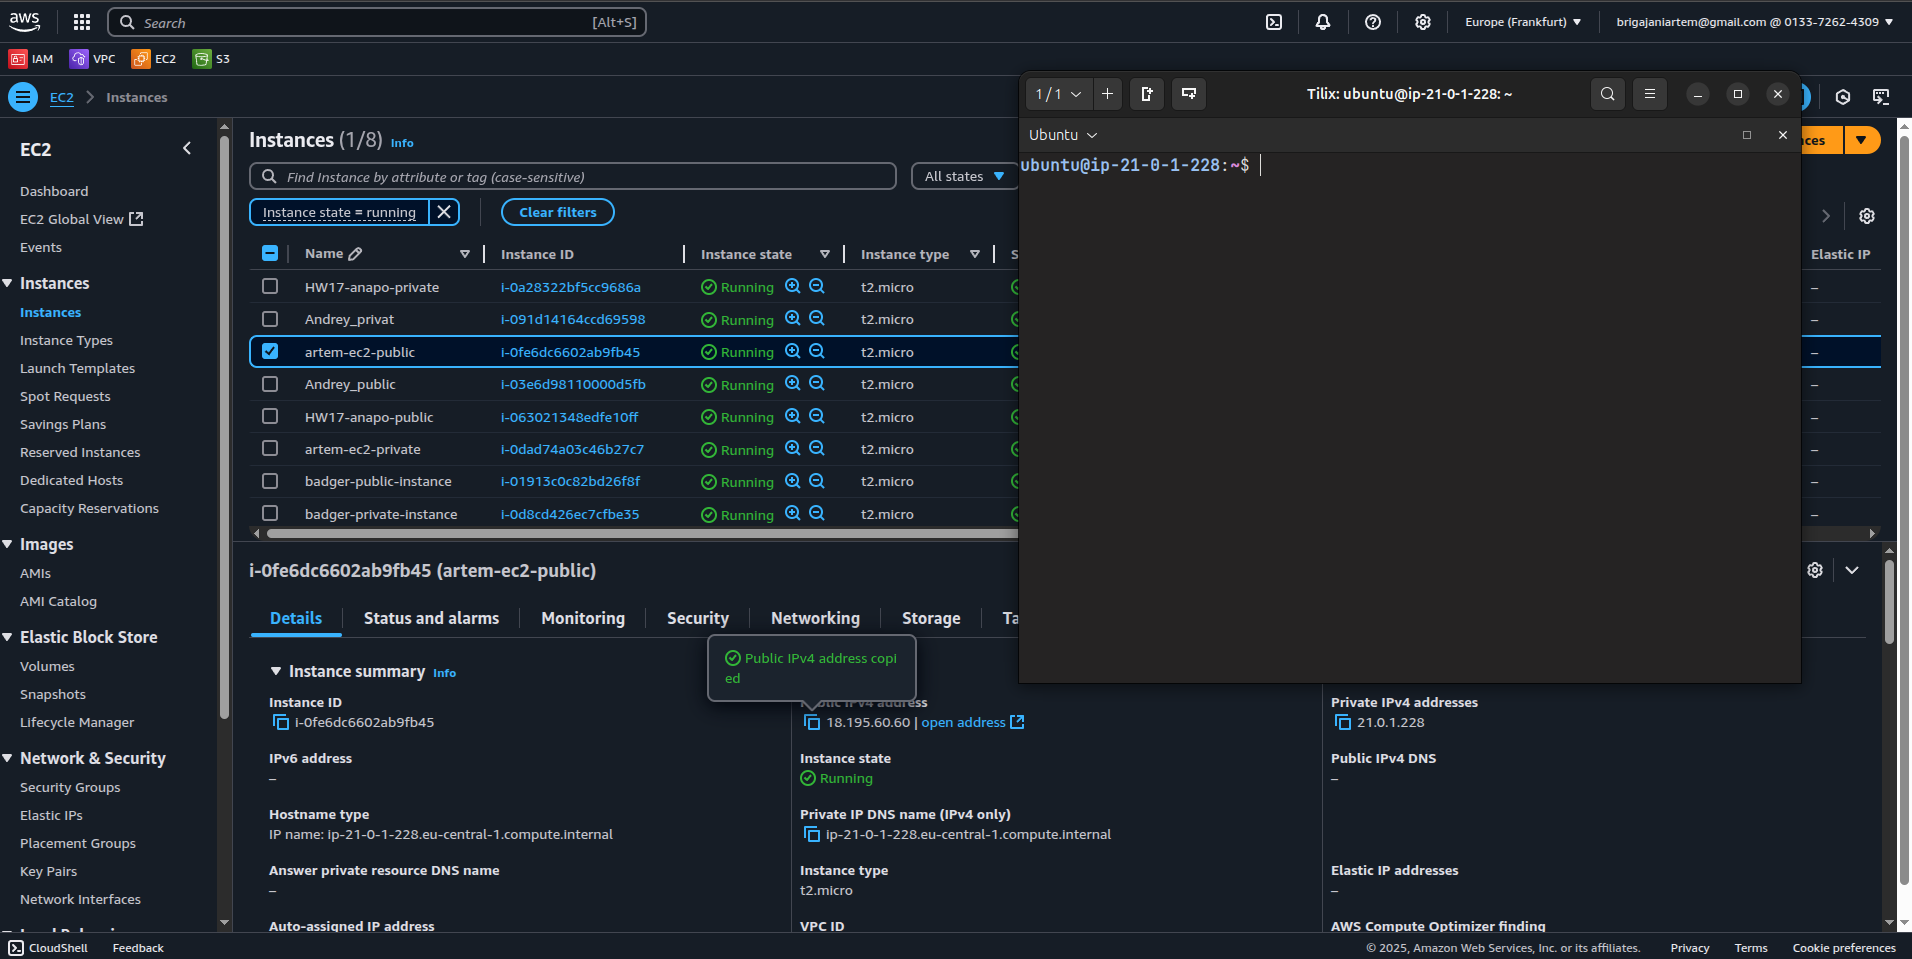 aws
Search
[Alt+S]
Europe (Frankfurt)
brigajaniartem@gmail.com @ 0133-7262-4309
IAM
VPC
EC2
S3
EC2
Instances
1 / 1
Tilix: ubuntu@ip-21-0-1-228: ~
Ubuntu
ubuntu@ip-21-0-1-228:~$
EC2
Dashboard
EC2 Global View
Events
Instances
Instances
Instance Types
Launch Templates
Spot Requests
Savings Plans
Reserved Instances
Dedicated Hosts
Capacity Reservations
Images
AMIs
AMI Catalog
Elastic Block Store
Volumes
Snapshots
Lifecycle Manager
Network & Security
Security Groups
Elastic IPs
Placement Groups
Key Pairs
Network Interfaces
Instances (1/8) Info
Find Instance by attribute or tag (case-sensitive)
All states
Instance state = running
Clear filters
Name Instance ID Instance state Instance type S Elastic IP
HW17-anapo-private i-0a28322bf5cc9686a Running t2.micro –
Andrey_privat i-091d14164ccd69598 Running t2.micro –
artem-ec2-public i-0fe6dc6602ab9fb45 Running t2.micro –
Andrey_public i-03e6d98110000d5fb Running t2.micro –
HW17-anapo-public i-063021348edfe10ff Running t2.micro –
artem-ec2-private i-0dad74a03c46b27c7 Running t2.micro –
badger-public-instance i-01913c0c82bd26f8f Running t2.micro –
badger-private-instance i-0d8cd426ec7cfbe35 Running t2.micro –
i-0fe6dc6602ab9fb45 (artem-ec2-public)
Details
Status and alarms
Monitoring
Security
Networking
Storage
Ta
Public IPv4 address copi
ed
Instance summary Info
Instance ID
i-0fe6dc6602ab9fb45
address
18.195.60.60 | open address
Private IPv4 addresses
21.0.1.228
IPv6 address
–
Instance state
Running
Public IPv4 DNS
–
Hostname type
IP name: ip-21-0-1-228.eu-central-1.compute.internal
Private IP DNS name (IPv4 only)
ip-21-0-1-228.eu-central-1.compute.internal
Answer private resource DNS name
–
Instance type
t2.micro
Elastic IP addresses
–
Auto-assigned IP address
VPC ID
AWS Compute Optimizer finding
CloudShell
Feedback
© 2025, Amazon Web Services, Inc. or its affiliates.
Privacy
Terms
Cookie preferences